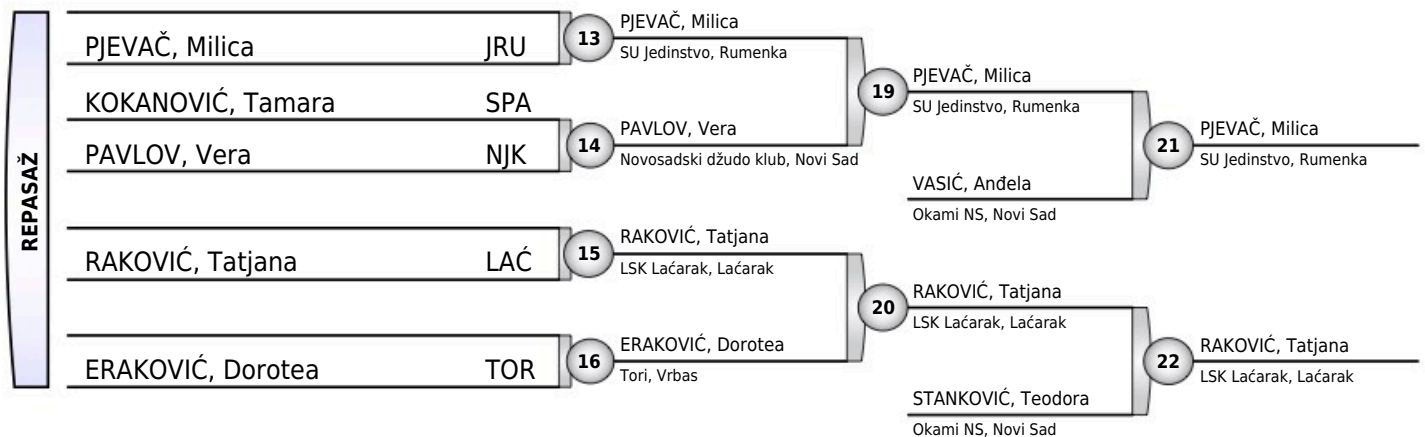 REPASAŽ
PJEVAČ, Milica JRU
KOKANOVIĆ, Tamara SPA
PAVLOV, Vera NJK
RAKOVIĆ, Tatjana LAĆ
ERAKOVIĆ, Dorotea TOR
13
PJEVAČ, Milica
SU Jedinstvo, Rumenka
14
PAVLOV, Vera
Novosadski džudo klub, Novi Sad
15
RAKOVIĆ, Tatjana
LSK Laćarak, Laćarak
16
ERAKOVIĆ, Dorotea
Tori, Vrbas
19
PJEVAČ, Milica
SU Jedinstvo, Rumenka
VASIĆ, Anđela
Okami NS, Novi Sad
20
RAKOVIĆ, Tatjana
LSK Laćarak, Laćarak
STANKOVIĆ, Teodora
Okami NS, Novi Sad
21
PJEVAČ, Milica
SU Jedinstvo, Rumenka
22
RAKOVIĆ, Tatjana
LSK Laćarak, Laćarak